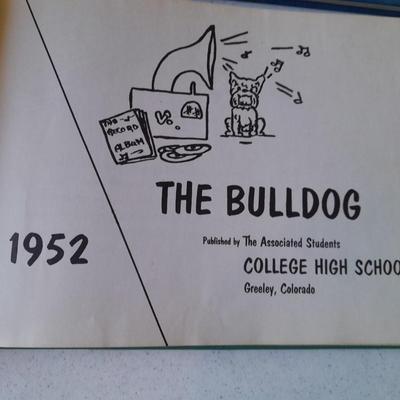 THE
RECORD
ALBUM
THE BULLDOG
1952
Published by The Associated Students
COLLEGE HIGH SCHOO
Greeley, Colorado